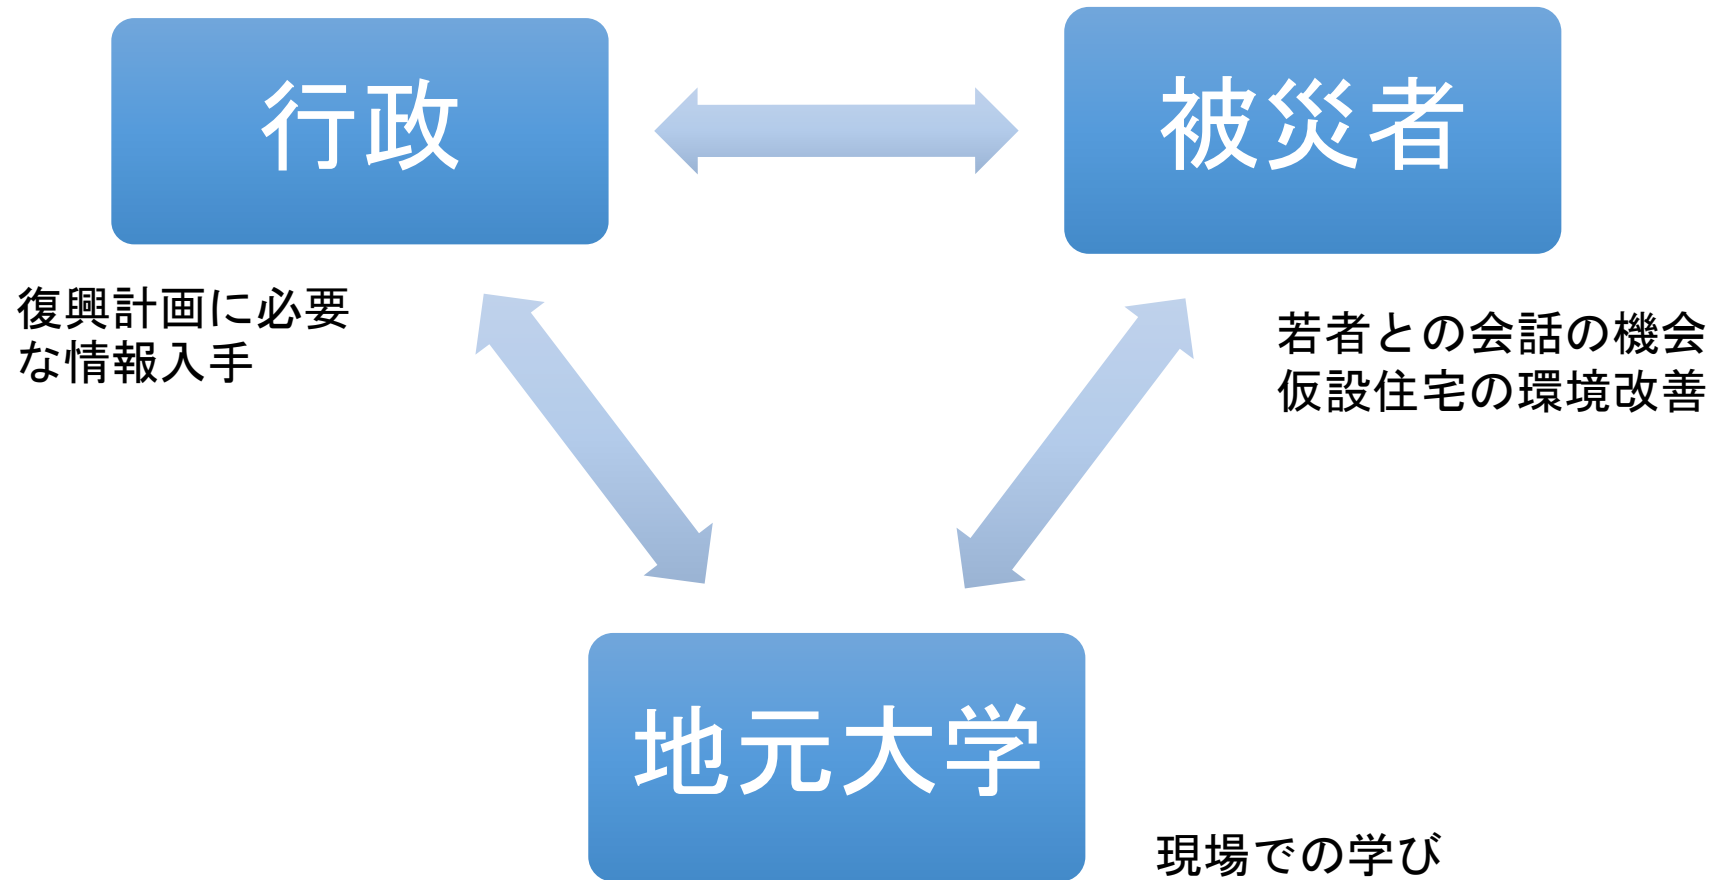 行政
被災者
復興計画に必要
な情報入手
若者との会話の機会
仮設住宅の環境改善
地元大学
現場での学び